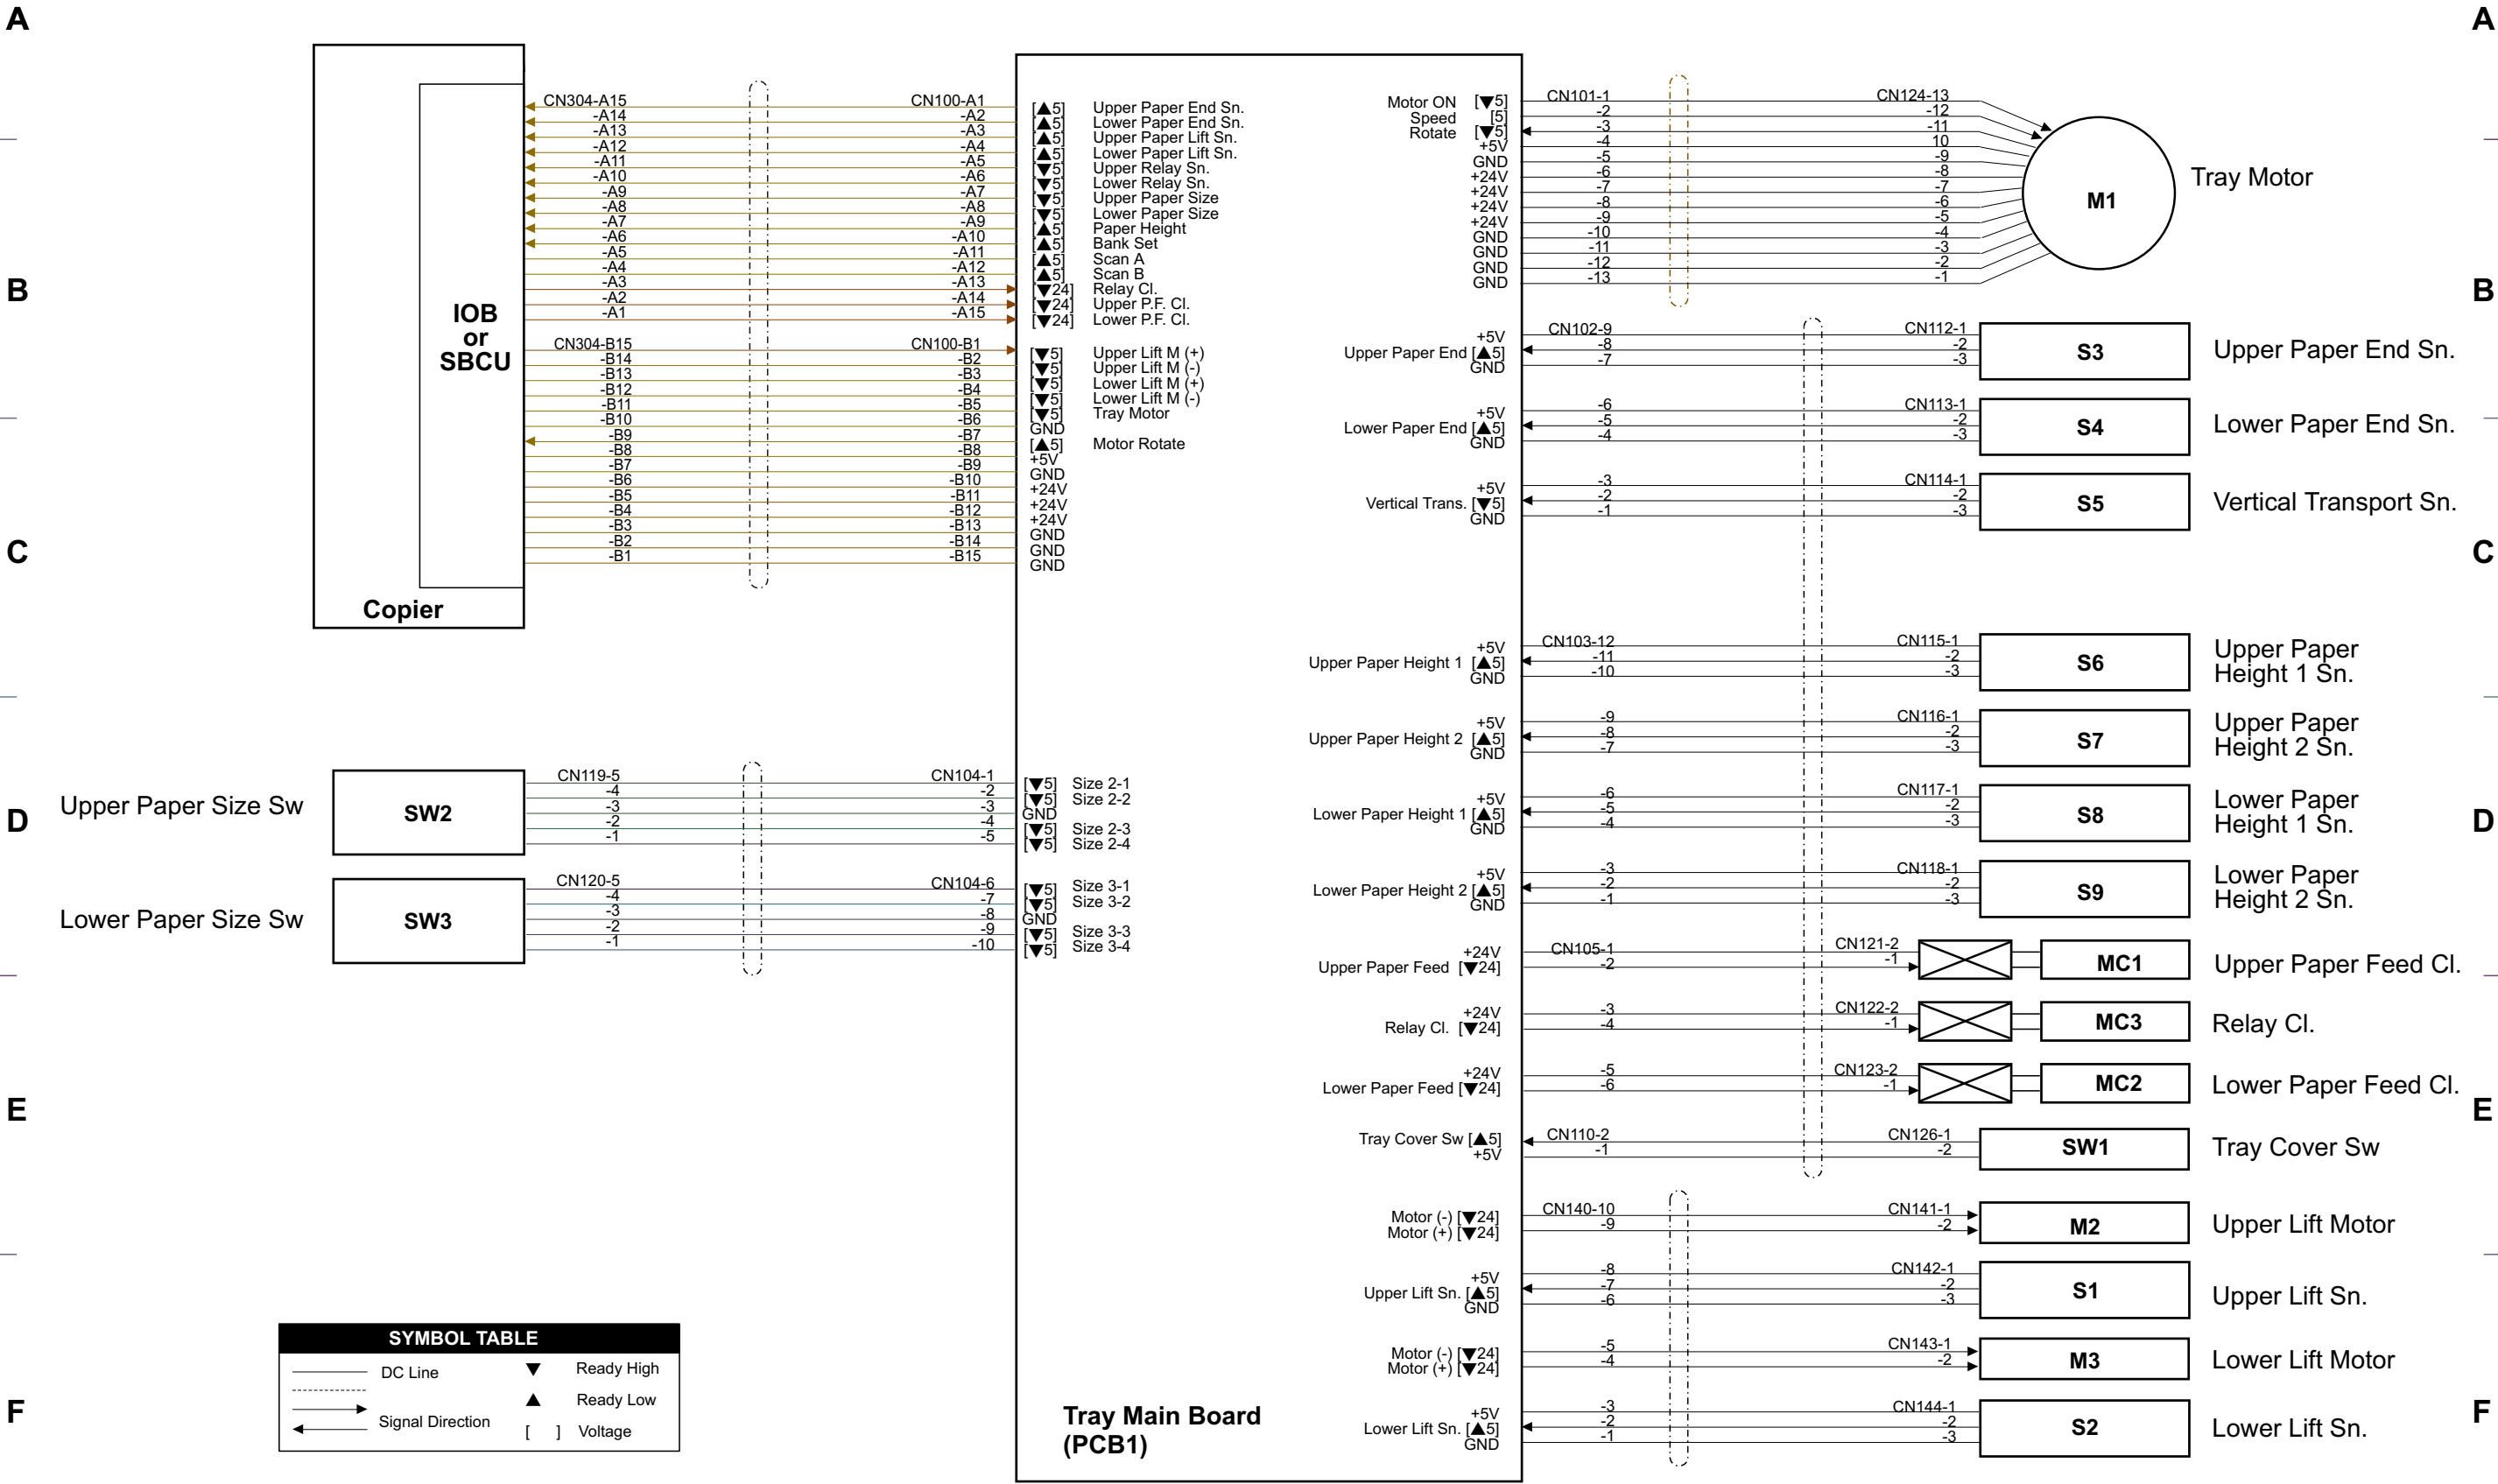 A
A
B
B
C
C
D
D
E
E
F
F
IOB
or
SBCU
Copier
CN304-A15 CN100-A1 [▲5] Upper Paper End Sn.
-A14 -A2 [▲5] Lower Paper End Sn.
-A13 -A3 [▲5] Upper Paper Lift Sn.
-A12 -A4 [▲5] Lower Paper Lift Sn.
-A11 -A5 [▼5] Upper Relay Sn.
-A10 -A6 [▼5] Lower Relay Sn.
-A9 -A7 [▼5] Upper Paper Size
-A8 -A8 [▼5] Lower Paper Size
-A7 -A9 [▲5] Paper Height
-A6 -A10 [▲5] Bank Set
-A5 -A11 [▲5] Scan A
-A4 -A12 [▲5] Scan B
-A3 -A13 [▼24] Relay Cl.
-A2 -A14 [▼24] Upper P.F. Cl.
-A1 -A15 [▼24] Lower P.F. Cl.
CN304-B15 CN100-B1 [▼5] Upper Lift M (+)
-B14 -B2 [▼5] Upper Lift M (-)
-B13 -B3 [▼5] Lower Lift M (+)
-B12 -B4 [▼5] Lower Lift M (-)
-B11 -B5 [▼5] Tray Motor
-B10 -B6 GND
-B9 -B7 [▲5] Motor Rotate
-B8 -B8 +5V
-B7 -B9 GND
-B6 -B10 +24V
-B5 -B11 +24V
-B4 -B12 +24V
-B3 -B13 GND
-B2 -B14 GND
-B1 -B15 GND
Upper Paper Size Sw
SW2
CN119-5 CN104-1 [▼5] Size 2-1
-4 -2 [▼5] Size 2-2
-3 -3 GND
-2 -4 [▼5] Size 2-3
-1 -5 [▼5] Size 2-4
Lower Paper Size Sw
SW3
CN120-5 CN104-6 [▼5] Size 3-1
-4 -7 [▼5] Size 3-2
-3 -8 GND
-2 -9 [▼5] Size 3-3
-1 -10 [▼5] Size 3-4
SYMBOL TABLE
DC Line ▼ Ready High
▲ Ready Low
Signal Direction
[ ] Voltage
Tray Main Board
(PCB1)
Motor ON [▼5] CN101-1 CN124-13
Speed [5] -2 -12
Rotate [▼5] -3 -11
+5V -4 10
GND -5 -9
+24V -6 -8
+24V -7 -7
+24V -8 -6
+24V -9 -5
GND -10 -4
GND -11 -3
GND -12 -2
GND -13 -1
M1
Tray Motor
+5V CN102-9 CN112-1
Upper Paper End [▲5] -8 -2
GND -7 -3
S3
Upper Paper End Sn.
+5V -6 CN113-1
Lower Paper End [▲5] -5 -2
GND -4 -3
S4
Lower Paper End Sn.
+5V -3 CN114-1
Vertical Trans. [▼5] -2 -2
GND -1 -3
S5
Vertical Transport Sn.
+5V CN103-12 CN115-1
Upper Paper Height 1 [▲5] -11 -2
GND -10 -3
S6
Upper Paper
Height 1 Sn.
+5V -9 CN116-1
Upper Paper Height 2 [▲5] -8 -2
GND -7 -3
S7
Upper Paper
Height 2 Sn.
+5V -6 CN117-1
Lower Paper Height 1 [▲5] -5 -2
GND -4 -3
S8
Lower Paper
Height 1 Sn.
+5V -3 CN118-1
Lower Paper Height 2 [▲5] -2 -2
GND -1 -3
S9
Lower Paper
Height 2 Sn.
+24V CN105-1 CN121-2
Upper Paper Feed [▼24] -2 -1
MC1
Upper Paper Feed Cl.
+24V -3 CN122-2
Relay Cl. [▼24] -4 -1
MC3
Relay Cl.
+24V -5 CN123-2
Lower Paper Feed [▼24] -6 -1
MC2
Lower Paper Feed Cl.
Tray Cover Sw [▲5] CN110-2 CN126-1
+5V -1 -2
SW1
Tray Cover Sw
Motor (-) [▼24] CN140-10 CN141-1
Motor (+) [▼24] -9 -2
M2
Upper Lift Motor
+5V -8 CN142-1
Upper Lift Sn. [▲5] -7 -2
GND -6 -3
S1
Upper Lift Sn.
Motor (-) [▼24] -5 CN143-1
Motor (+) [▼24] -4 -2
M3
Lower Lift Motor
+5V -3 CN144-1
Lower Lift Sn. [▲5] -2 -2
GND -1 -3
S2
Lower Lift Sn.